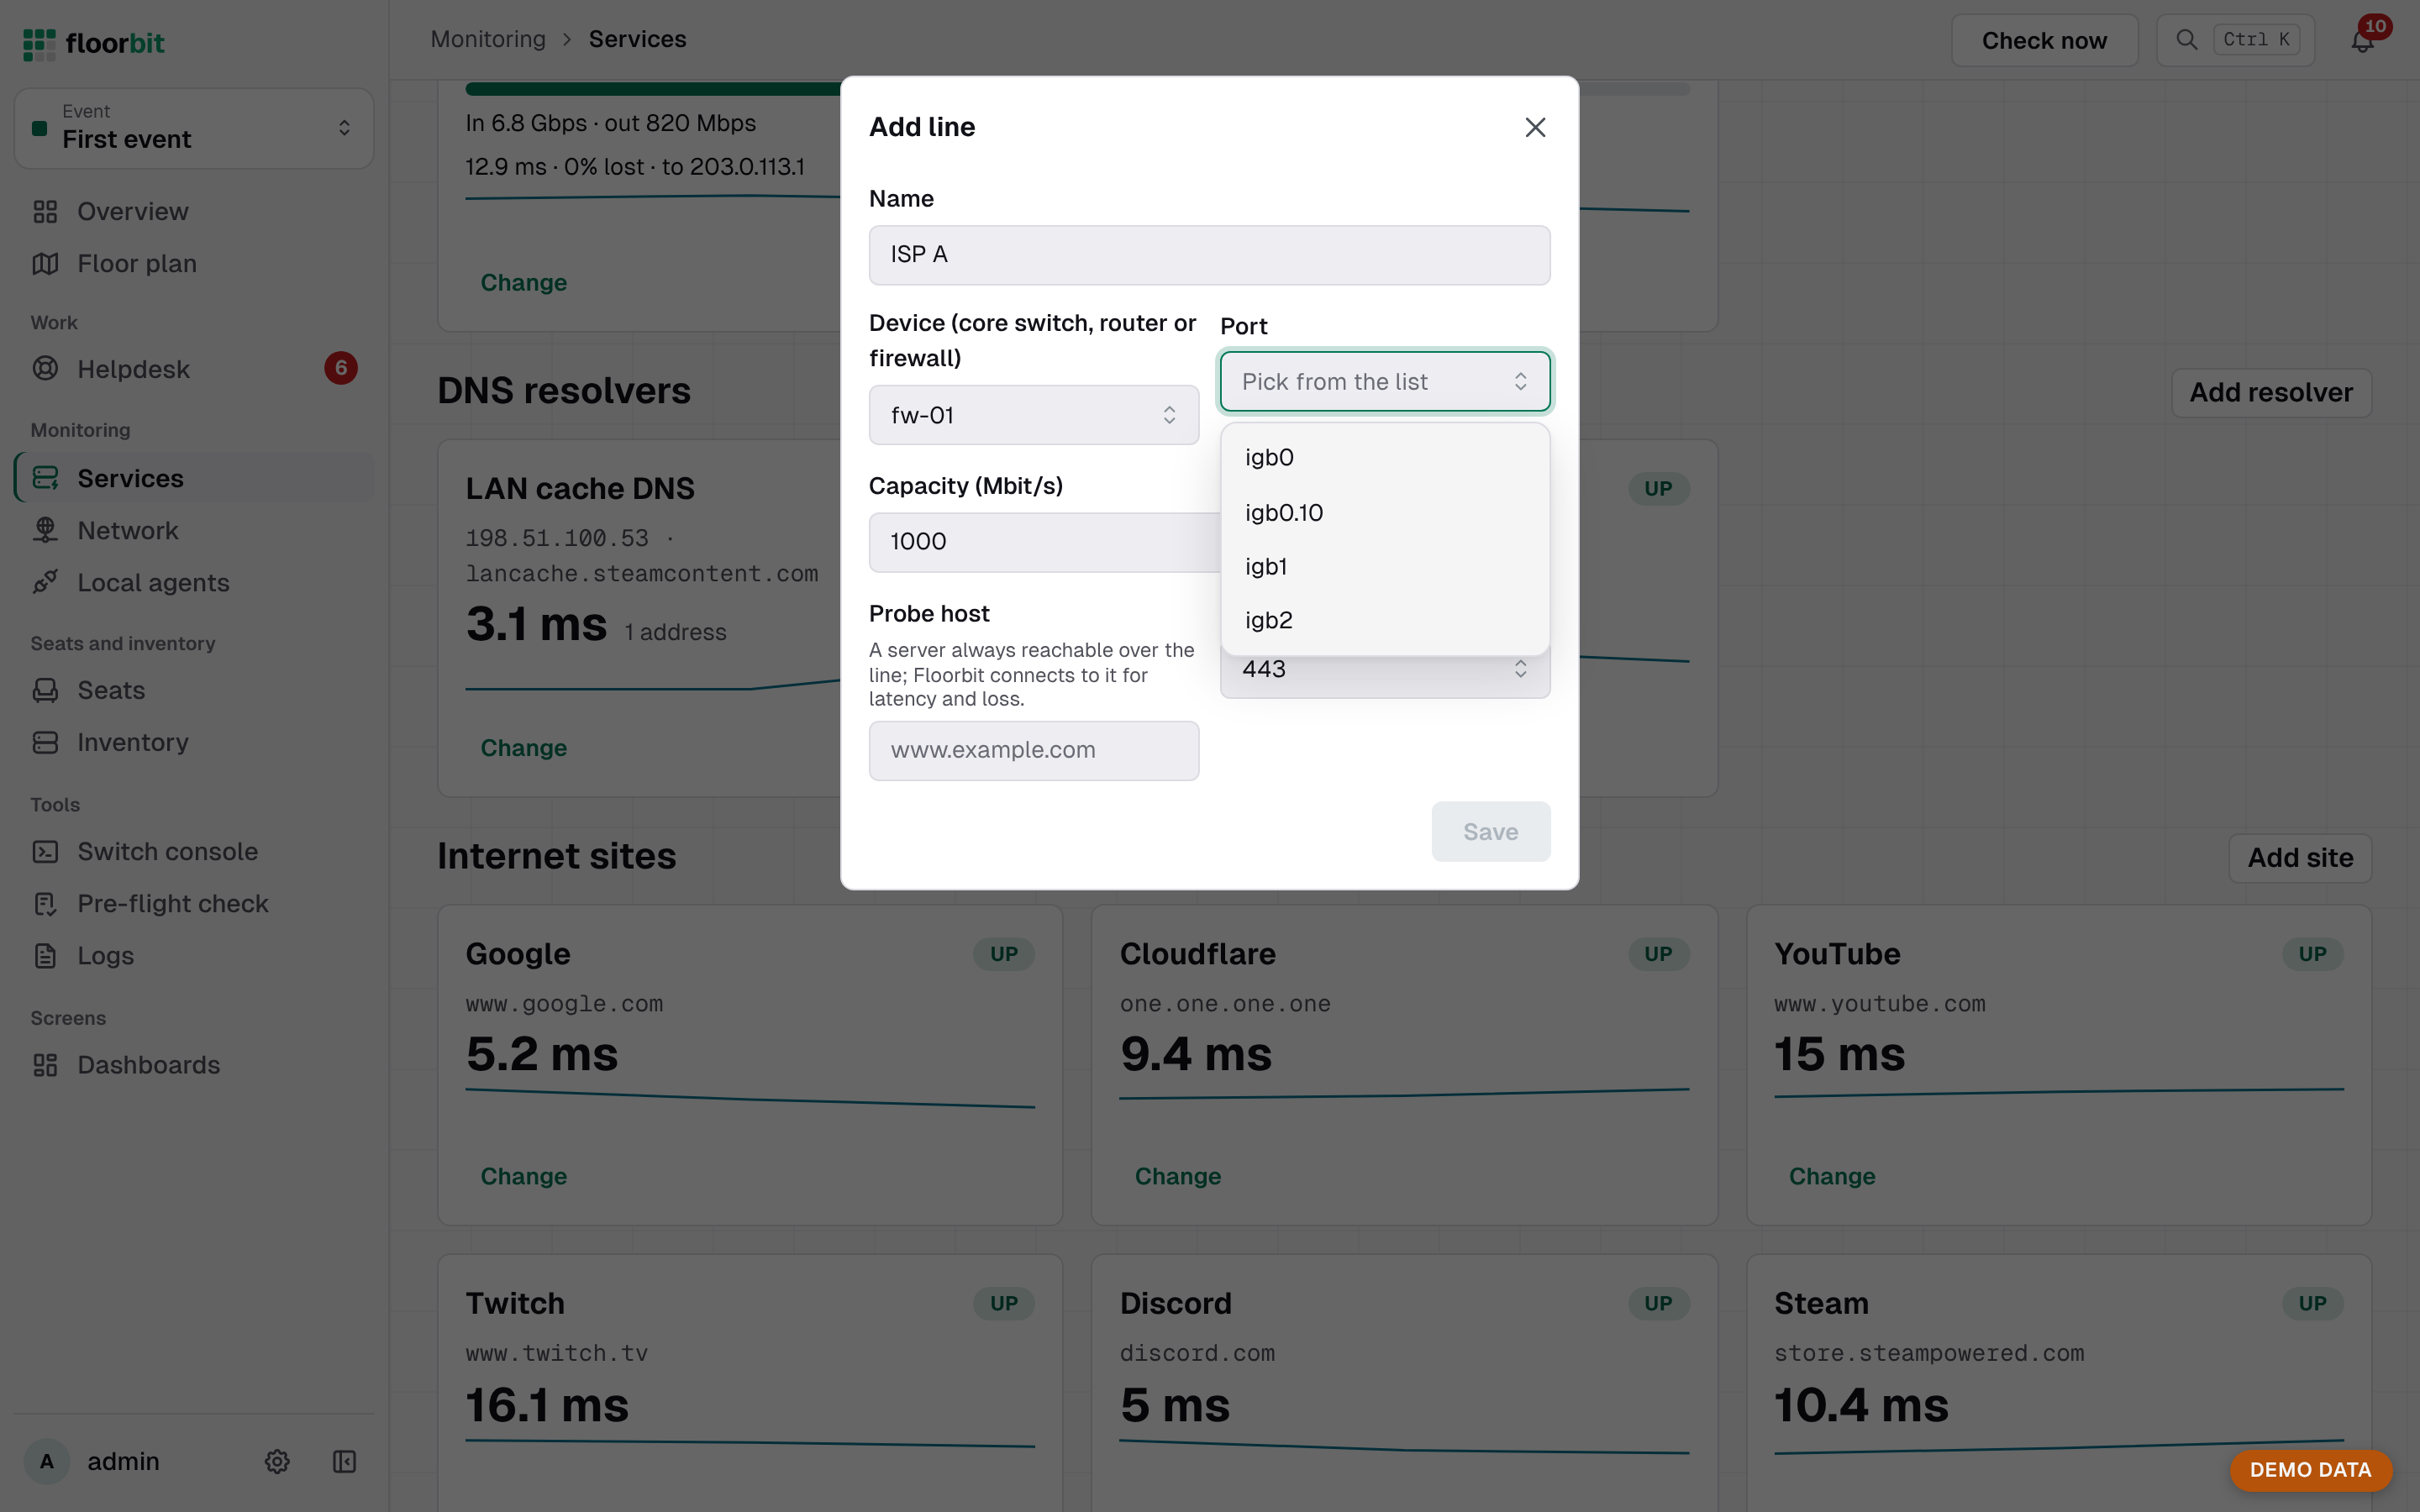 floorbit
Event
First event
Overview
Floor plan
Work
Helpdesk
6
Monitoring
Services
Network
Local agents
Seats and inventory
Seats
Inventory
Tools
Switch console
Pre-flight check
Logs
Screens
Dashboards
A
admin
Monitoring
Services
Check now
Ctrl K
10
In 6.8 Gbps · out 820 Mbps
12.9 ms · 0% lost · to 203.0.113.1
Change
DNS resolvers
Add resolver
LAN cache DNS
198.51.100.53 ·
lancache.steamcontent.com
3.1 ms 1 address
Change
UP
Add line
Name
ISP A
Device (core switch, router or
firewall)
fw-01
Port
Pick from the list
igb0
igb0.10
igb1
igb2
Capacity (Mbit/s)
1000
Probe host
A server always reachable over the
line; Floorbit connects to it for
latency and loss.
www.example.com
443
Save
Internet sites
Add site
Google
UP
www.google.com
5.2 ms
Change
Cloudflare
UP
one.one.one.one
9.4 ms
Change
YouTube
UP
www.youtube.com
15 ms
Change
Twitch
UP
www.twitch.tv
16.1 ms
Discord
UP
discord.com
5 ms
Steam
UP
store.steampowered.com
10.4 ms
DEMO DATA